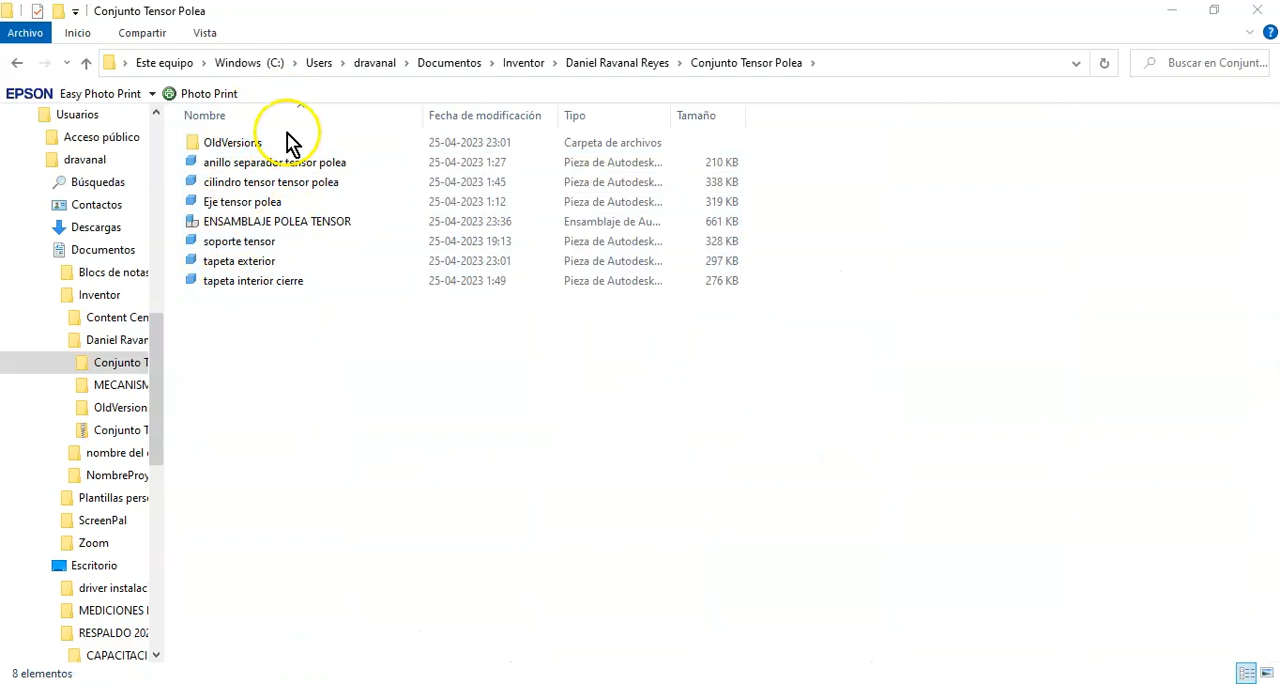 Conjunto Tensor Polea
Archivo Inicio Compartir Vista
Este equipo Windows (C:) Users dravanal Documentos Inventor Daniel Ravanal Reyes Conjunto Tensor Polea Buscar en Conjunt...
EPSON Easy Photo Print Photo Print
Usuarios
Acceso público
dravanal
Búsquedas
Contactos
Descargas
Documentos
Blocs de notas
Inventor
Content Cen
Daniel Ravan
Conjunto T
MECANISM
OldVersion
Conjunto T
nombre del
NombreProy
Plantillas perso
ScreenPal
Zoom
Escritorio
driver instalac
MEDICIONES
RESPALDO 202
CAPACITACI
Nombre Fecha de modificación Tipo Tamaño
OldVersions 25-04-2023 23:01 Carpeta de archivos
anillo separador tensor polea 25-04-2023 1:27 Pieza de Autodesk... 210 KB
cilindro tensor tensor polea 25-04-2023 1:45 Pieza de Autodesk... 338 KB
Eje tensor polea 25-04-2023 1:12 Pieza de Autodesk... 319 KB
ENSAMBLAJE POLEA TENSOR 25-04-2023 23:36 Ensamblaje de Au... 661 KB
soporte tensor 25-04-2023 19:13 Pieza de Autodesk... 328 KB
tapeta exterior 25-04-2023 23:01 Pieza de Autodesk... 297 KB
tapeta interior cierre 25-04-2023 1:49 Pieza de Autodesk... 276 KB
8 elementos